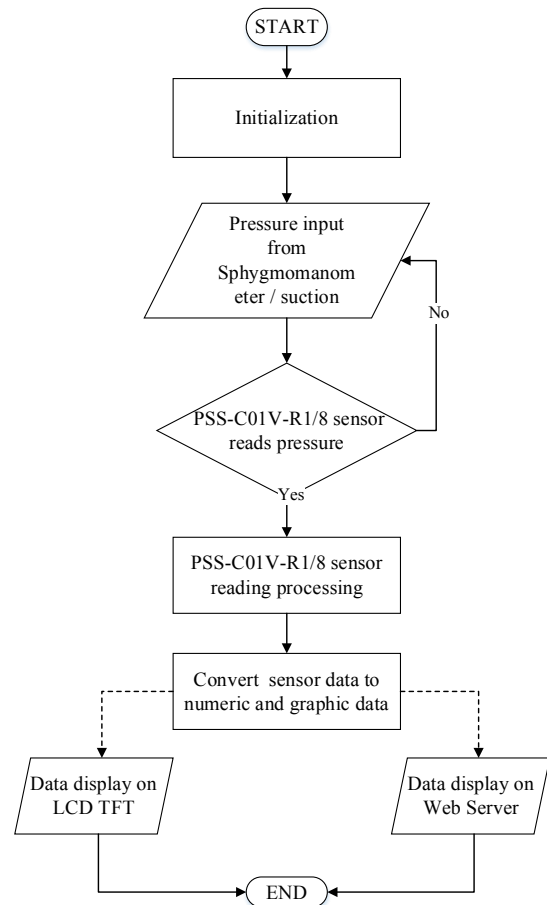 START
Initialization
Pressure input
from
Sphygmomanom
eter / suction
No
PSS-C01V-R1/8 sensor
reads pressure
Yes
PSS-C01V-R1/8 sensor
reading processing
Convert sensor data to
numeric and graphic data
Data display on
LCD TFT
Data display on
Web Server
END